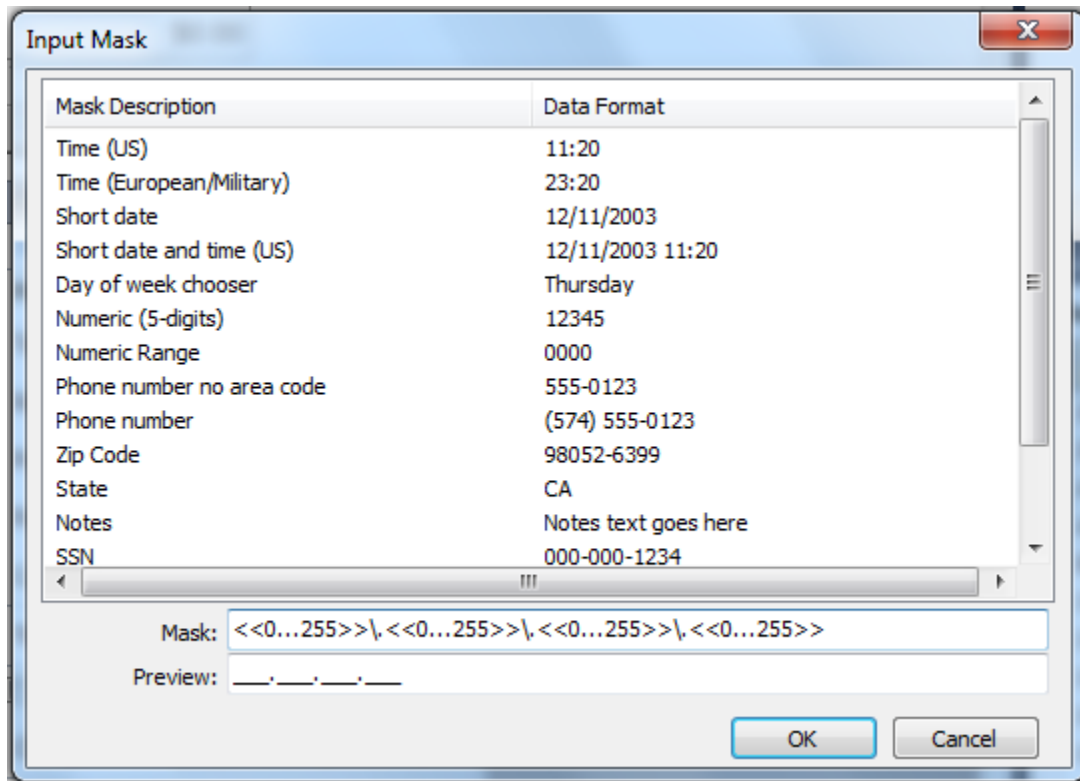 Input Mask
Mask Description Data Format
Time (US) 11:20
Time (European/Military) 23:20
Short date 12/11/2003
Short date and time (US) 12/11/2003 11:20
Day of week chooser Thursday
Numeric (5-digits) 12345
Numeric Range 0000
Phone number no area code 555-0123
Phone number (574) 555-0123
Zip Code 98052-6399
State CA
Notes Notes text goes here
SSN 000-000-1234
Mask: <<0...255>>\.<<0...255>>\.<<0...255>>\.<<0...255>>
Preview: ___.___.___.___
OK Cancel